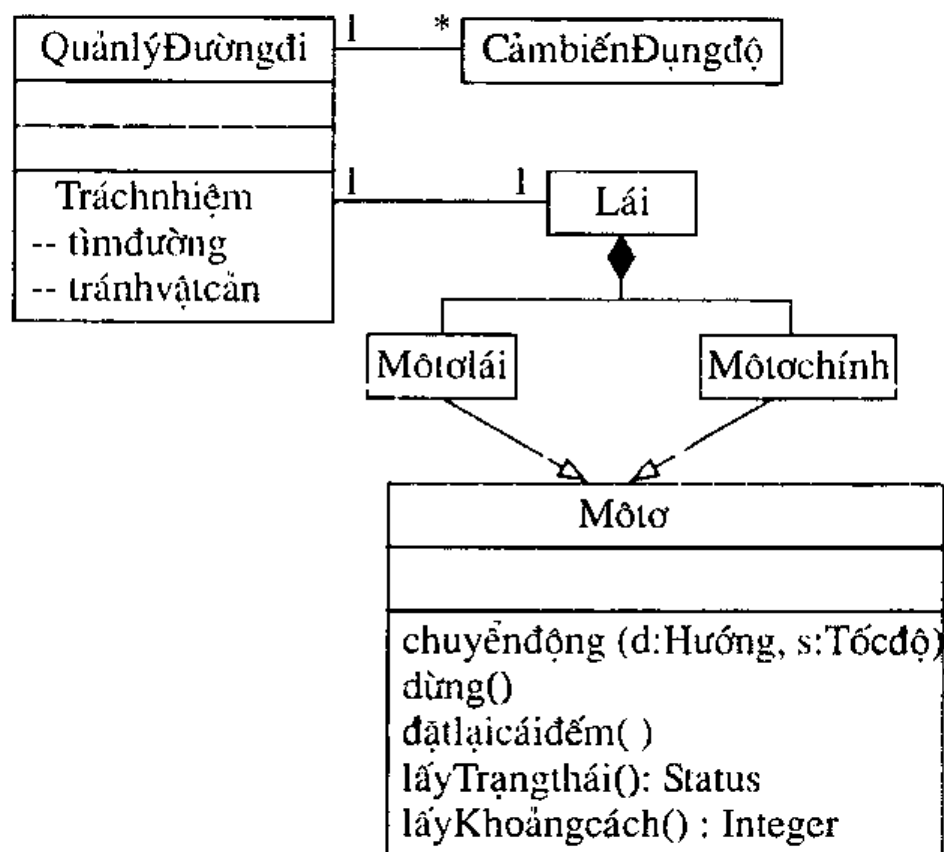 QuảnlýĐườngđi
1
*
CảmbiếnĐụngđộ
Tráchnhiệm
-- tìmđường
-- tránhvậtcản
1
1
Lái
Môtơlái
Môtơchính
Môtơ
chuyểnđộng (d:Hướng, s:Tốcđộ)
dừng()
đặtlạicáiđếm( )
lấyTrạngthái(): Status
lấyKhoảngcách() : Integer